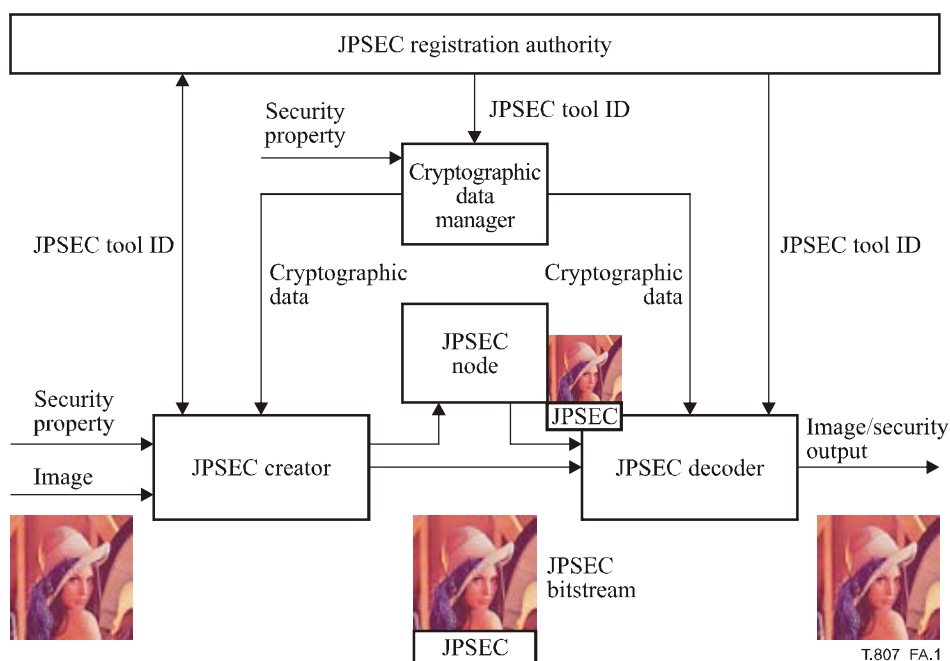 JPSEC registration authority
JPSEC tool ID
Security
property
Cryptographic
data
manager
JPSEC tool ID
JPSEC tool ID
Cryptographic
data
Cryptographic
data
JPSEC
node
JPSEC
Security
property
Image
JPSEC creator
JPSEC decoder
Image/security
output
JPSEC
bitstream
JPSEC
T.807_FA.1